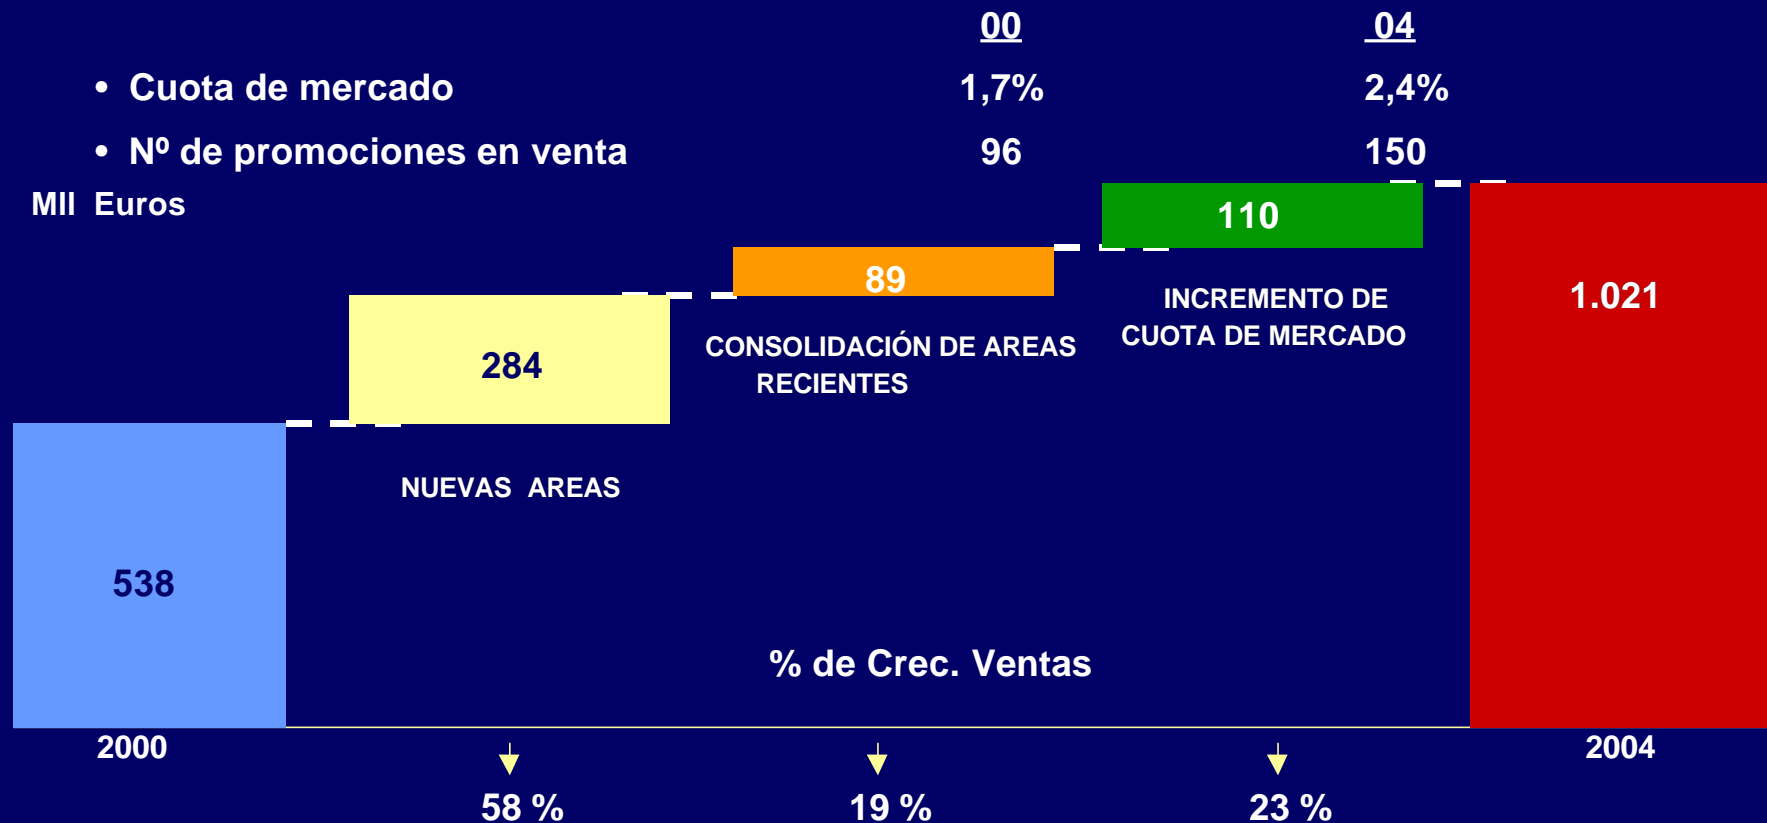 00 04
• Cuota de mercado 1,7% 2,4%
• Nº de promociones en venta 96 150
MII Euros
110
89
INCREMENTO DE
CUOTA DE MERCADO
1.021
CONSOLIDACIÓN DE AREAS
RECIENTES
284
NUEVAS AREAS
538
% de Crec. Ventas
2000 2004
58 % 19 % 23 %